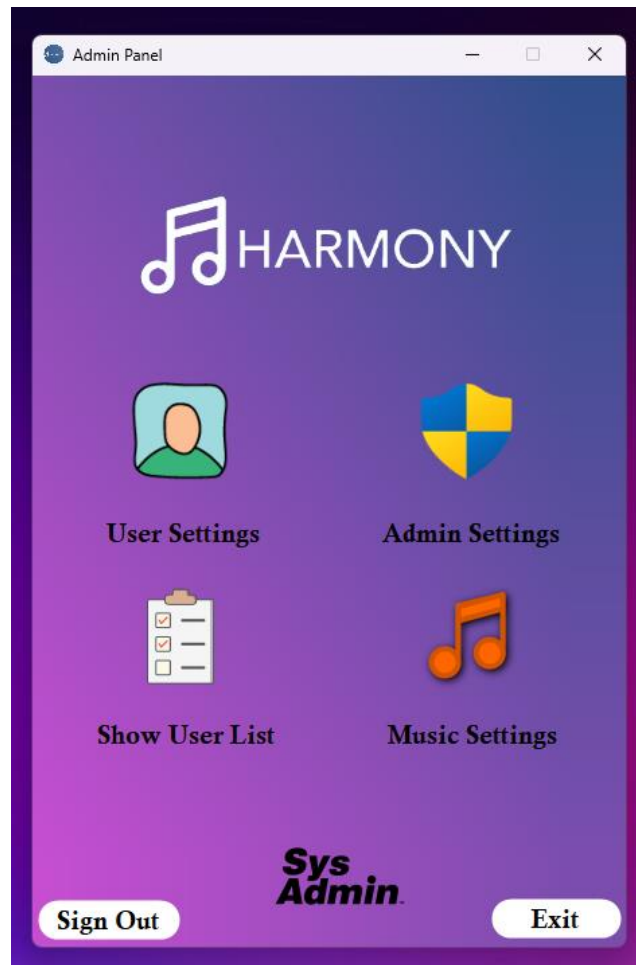 Admin Panel
HARMONY
User Settings
Admin Settings
Show User List
Music Settings
Sys
Admin.
Sign Out
Exit